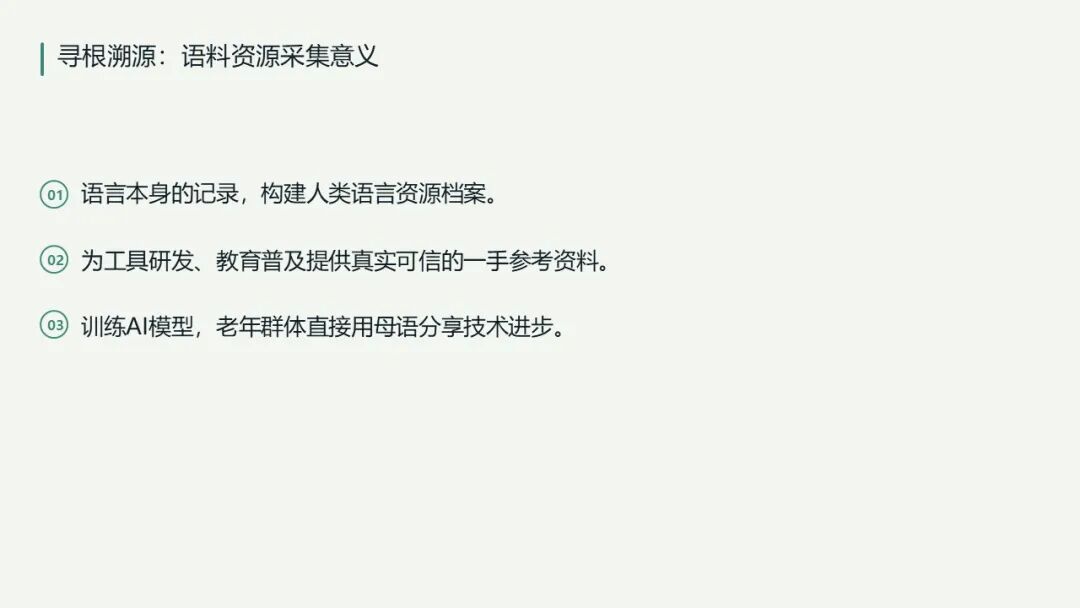 寻根溯源：语料资源采集意义
01 语言本身的记录，构建人类语言资源档案。
02 为工具研发、教育普及提供真实可信的一手参考资料。
03 训练AI模型，老年群体直接用母语分享技术进步。